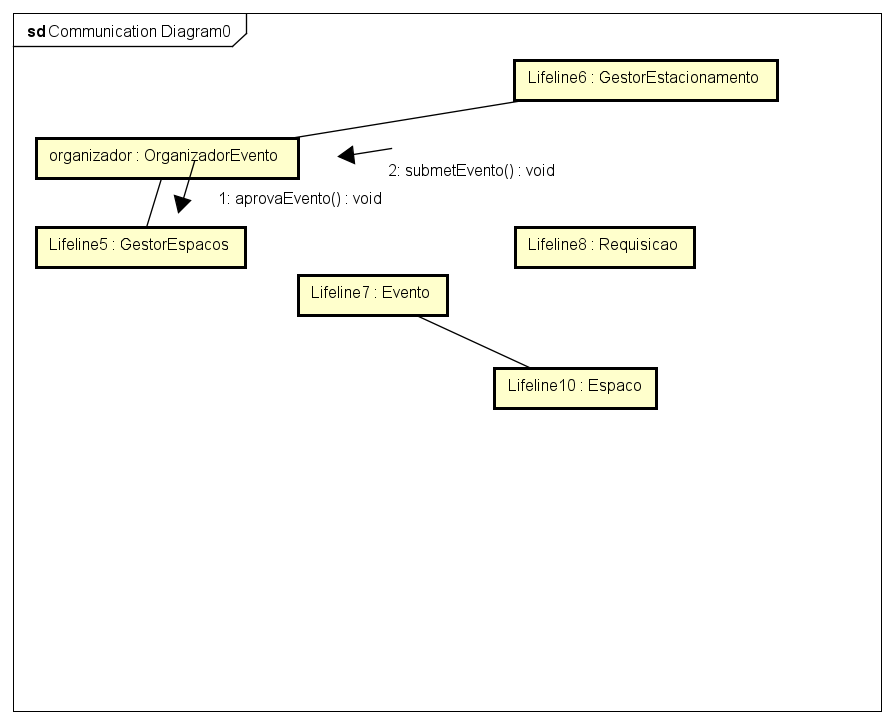 sd Communication Diagram0
Lifeline6 : GestorEstacionamento
organizador : OrganizadorEvento
2: submetEvento() : void
1: aprovaEvento() : void
Lifeline5 : GestorEspacos
Lifeline8 : Requisicao
Lifeline7 : Evento
Lifeline10 : Espaco